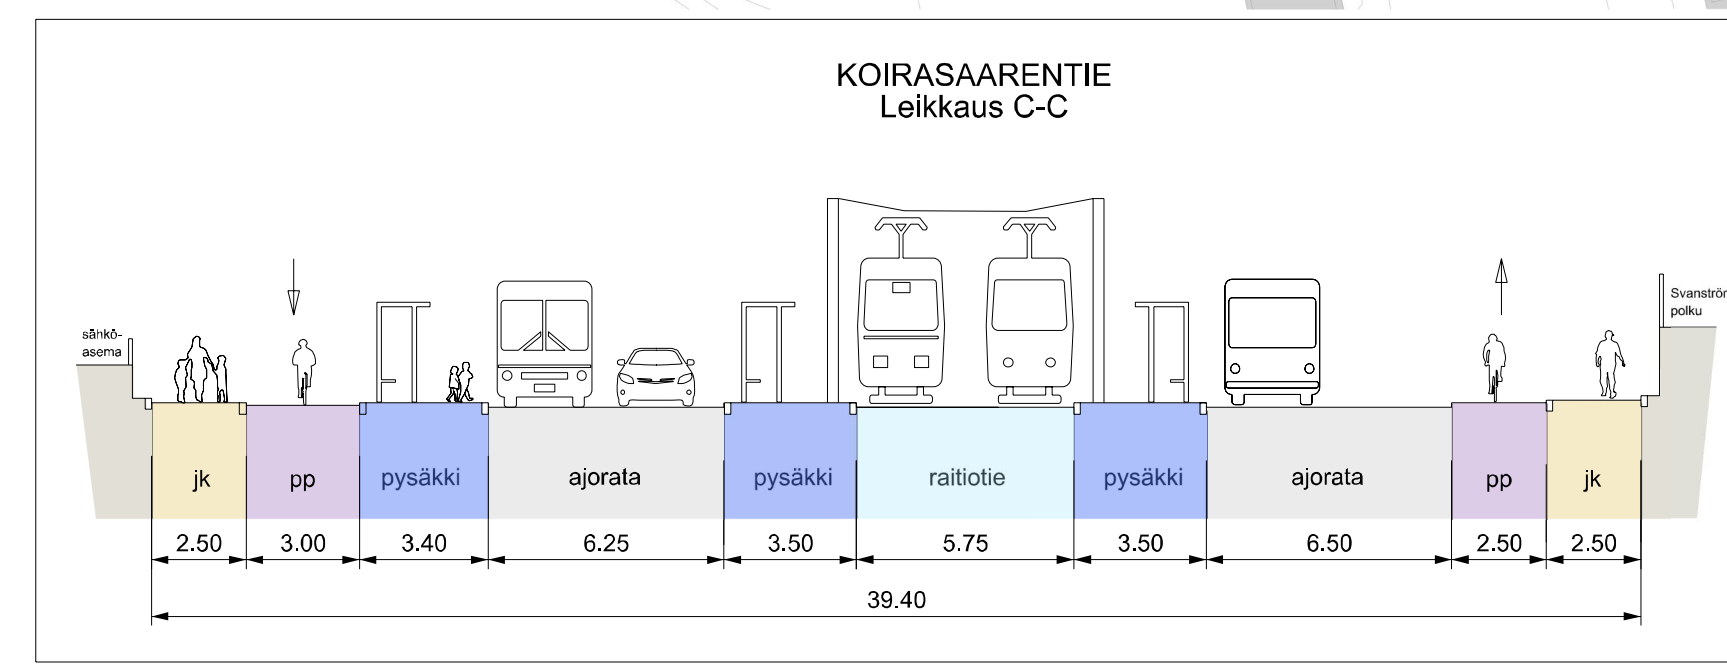 KOIRASAARENTIE
Leikkaus C-C
sähkö-
asema
polku
jk pp pysäkki ajorata pysäkki raitiotie pysäkki ajorata pp jk
2.50 3.00 3.40 6.25 3.50 5.75 3.50 6.50 2.50 2.50
39.40